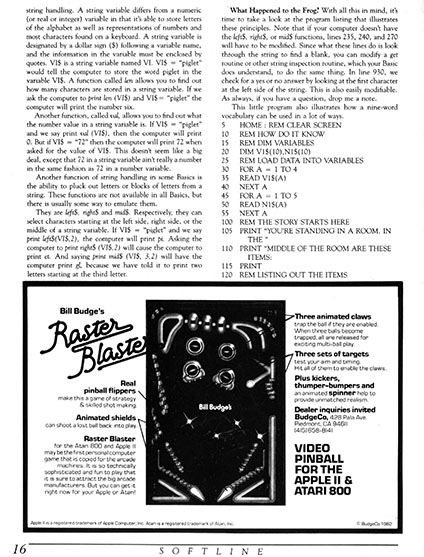 string handling. A string variable differs from a numeric
(real or integer) variable in that it's able to store letters
of the alphabet as well as representations of numbers and
most characters found on a keyboard. A string variable is
designated by a dollar sign ($) following a variable name,
and the information in the variable must be enclosed by
quotes. VI$ is a string variable named VI. VI$ = "piglet"
would tell the computer to store the word piglet in the
variable VI$. A function called len allows you to find out
how many characters are stored in a string variable. If we
ask the computer to print len (VI$) and VI$ = "piglet" the
computer will print the number six.
Another function, called val, allows you to find out what
the number value in a string variable is. If VI$ = "piglet"
and we say print val (VI$), then the computer will print
0. But if VI$ = "72" then the computer will print 72 when
asked for the value of VI$. This doesn't seem like a big
deal, except that 72 in a string variable ain't really a number
in the same fashion as 72 in a number variable.
Another function of string handling in some Basics is
the ability to pluck out letters or blocks of letters from a
string. These functions are not available in all Basics, but
there is usually some way to emulate them.
They are left$, right$ and mid$. Respectively, they can
select characters starting at the left side, right side, or the
middle of a string variable. If VI$ = "piglet" and we say
print left$(VI$,2), the computer will print pi. Asking the
computer to print right$ (VI$,2) will cause the computer to
print et. And saying print mid$ (VI$, 3,2) will have the
computer print gl, because we have told it to print two
letters starting at the third letter.
What Happened to the Frog? With all this in mind, it's
time to take a look at the program listing that illustrates
these principles. Note that if your computer doesn't have
the left$, right$, or mid$ functions, lines 235, 240, and 270
will have to be modified. Since what these lines do is look
through the string to find a blank, you can modify a get
routine or other string inspection routine, which your Basic
does understand, to do the same thing. In line 930, we
check for a yes or no answer by looking at the first character
at the left side of the string. This is also easily modifiable.
As always, if you have a question, drop me a note.
This little program also illustrates how a nine-word
vocabulary can be used in a lot of ways.
5 HOME : REM CLEAR SCREEN
10 REM HOW DO IT KNOW
15 REM DIM VARIABLES
20 DIM V1$(10),N1$(10)
25 REM LOAD DATA INTO VARIABLES
30 FOR A = 1 TO 4
35 READ V1$(A)
40 NEXT A
45 FOR A = 1 TO 5
50 READ N1$(A)
55 NEXT A
100 REM THE STORY STARTS HERE
105 PRINT "YOU'RE STANDING IN A ROOM. IN
THE "
110 PRINT "MIDDLE OF THE ROOM ARE THESE
ITEMS:
115 PRINT
120 REM LISTING OUT THE ITEMS
Bill Budge's
Raster
Blaster
Real
pinball flippers
make this a game of strategy
& skilled shot making.
Animated shields
can shoot a lost ball back into play.
Raster Blaster
for the Atari 800 and Apple II
may be the first personal computer
game that is copied for the arcade
machines. It is so technically
sophisticated and fun to play that
it is sure to attract the big arcade
manufacturers. But you can get it
right now for your Apple or Atari!
Bill Budge's
Three animated claws
trap the ball if they are enabled.
When three balls become
trapped, all are released for
exciting multi-ball play.
Three sets of targets
test your aim and timing.
Hit all of them to enable the claws.
Plus kickers,
thumper-bumpers and
an animated spinner help to
provide unmatched realism.
Dealer inquiries invited
BudgeCo, 428 Pala Ave.
Piedmont, CA 94611
(415) 658-8141
VIDEO
PINBALL
FOR THE
APPLE II &
ATARI 800
Apple II is a registered trademark of Apple Computer, Inc. Atari is a registered trademark of Atari, Inc.
© BudgeCo 1982
16
SOFTLINE